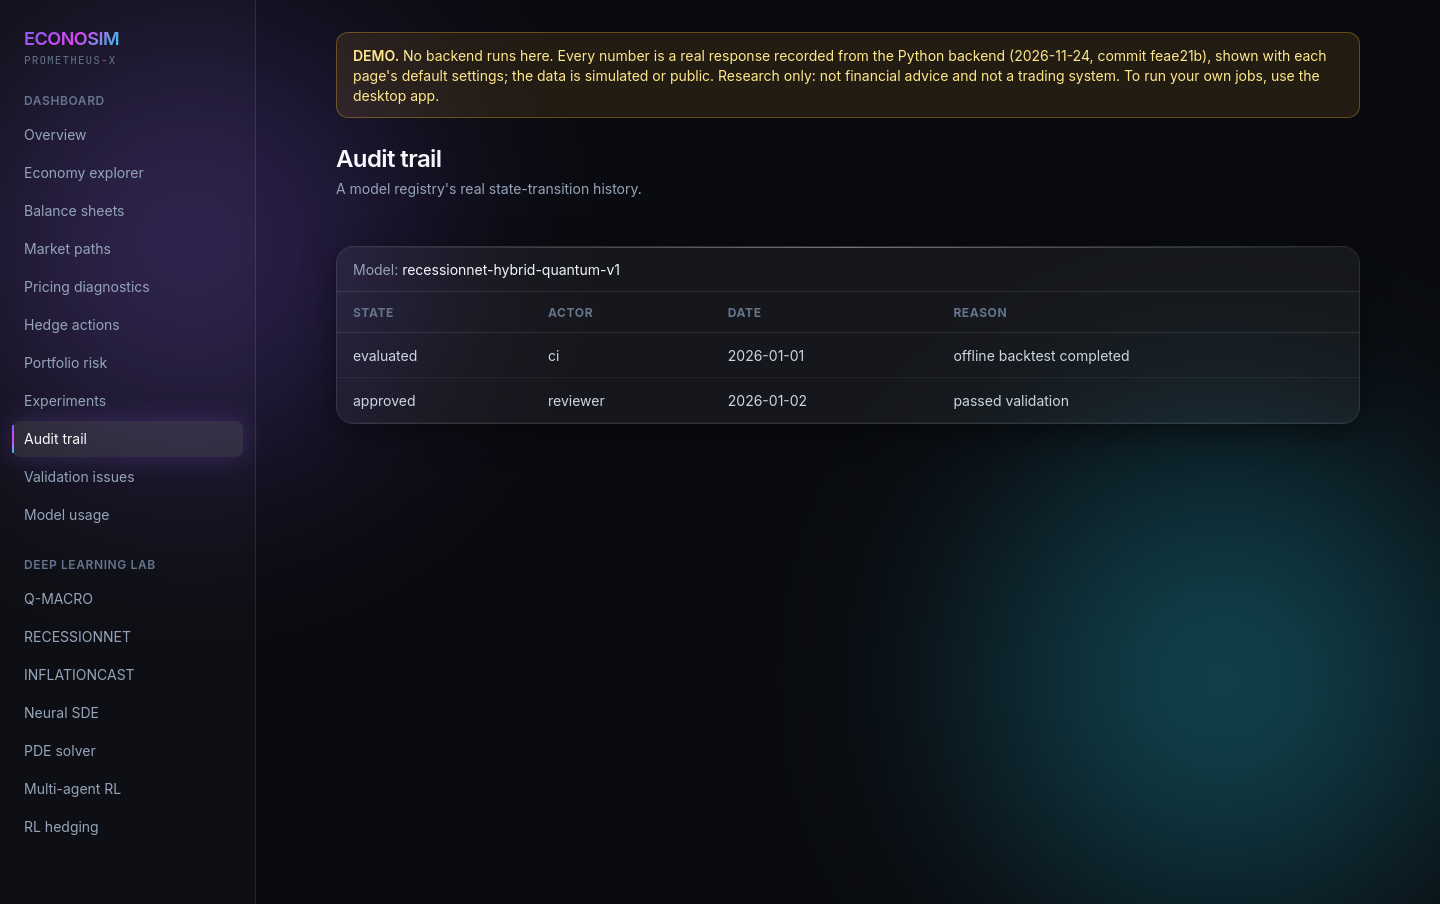 ECONOSIM
PROMETHEUS-X
DASHBOARD
Overview
Economy explorer
Balance sheets
Market paths
Pricing diagnostics
Hedge actions
Portfolio risk
Experiments
Audit trail
Validation issues
Model usage
DEEP LEARNING LAB
Q-MACRO
RECESSIONNET
INFLATIONCAST
Neural SDE
PDE solver
Multi-agent RL
RL hedging
DEMO. No backend runs here. Every number is a real response recorded from the Python backend (2026-11-24, commit feae21b), shown with each
page's default settings; the data is simulated or public. Research only: not financial advice and not a trading system. To run your own jobs, use the
desktop app.
Audit trail
A model registry's real state-transition history.
Model: recessionnet-hybrid-quantum-v1
STATE ACTOR DATE REASON
evaluated ci 2026-01-01 offline backtest completed
approved reviewer 2026-01-02 passed validation